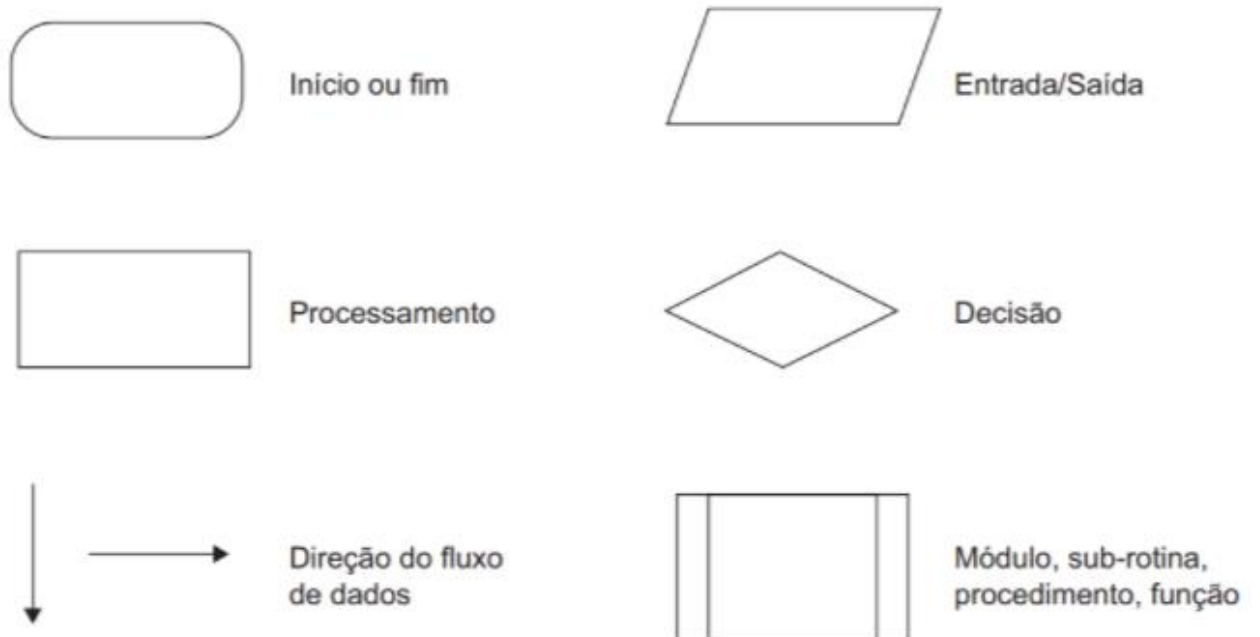 Início ou fim
Entrada/Saída
Processamento
Decisão
Direção do fluxo
de dados
Módulo, sub-rotina,
procedimento, função